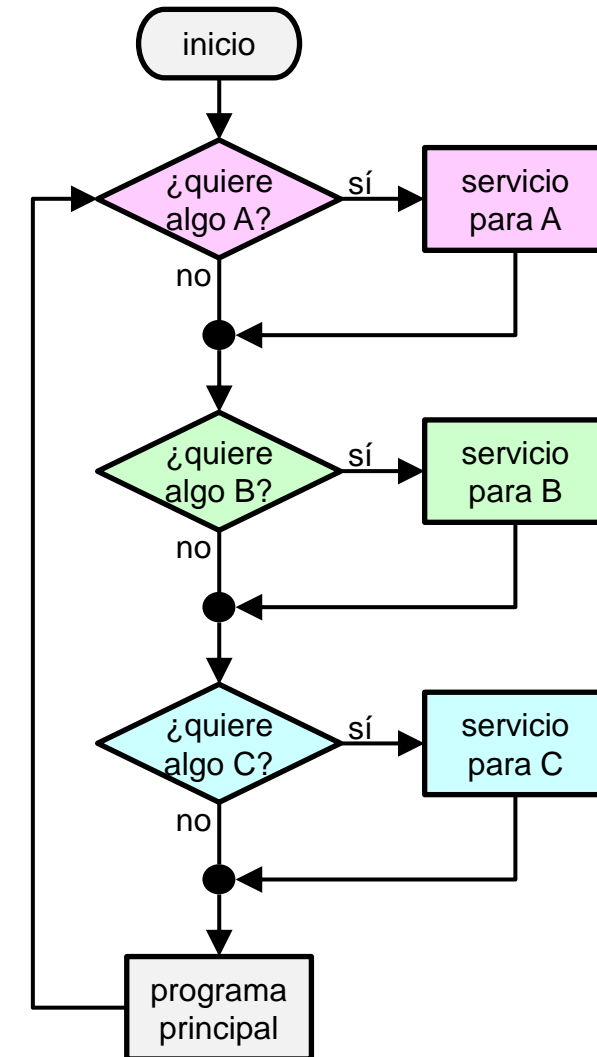 inicio
¿quiere
algo A?
sí
servicio
para A
no
¿quiere
algo B?
sí
servicio
para B
no
¿quiere
algo C?
sí
servicio
para C
no
programa
principal